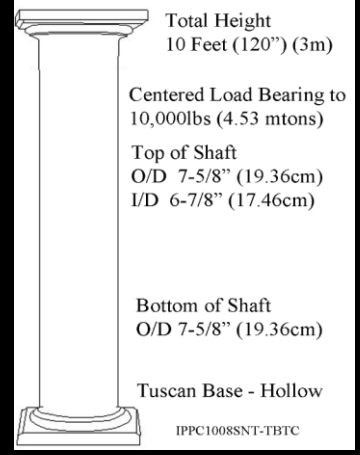 Total Height
10 Feet (120”) (3m)
Centered Load Bearing to
10,000lbs (4.53 mtons)
Top of Shaft
O/D 7-5/8” (19.36cm)
I/D 6-7/8” (17.46cm)
Bottom of Shaft
O/D 7-5/8” (19.36cm)
Tuscan Base - Hollow
IPPC1008SNT-TBTC